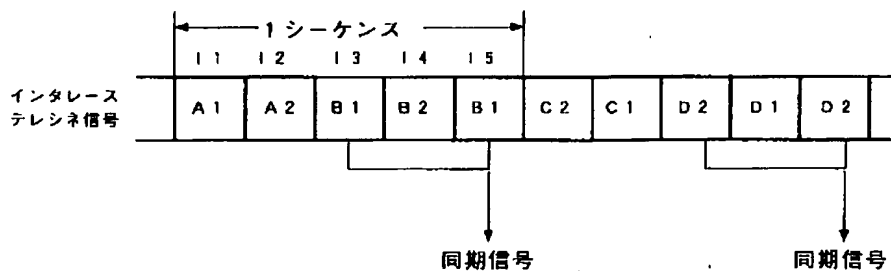 1シーケンス
I1 I2 I3 I4 I5
インタレース
テレシネ信号
A1 A2 B1 B2 B1 C2 C1 D2 D1 D2
同期信号 同期信号